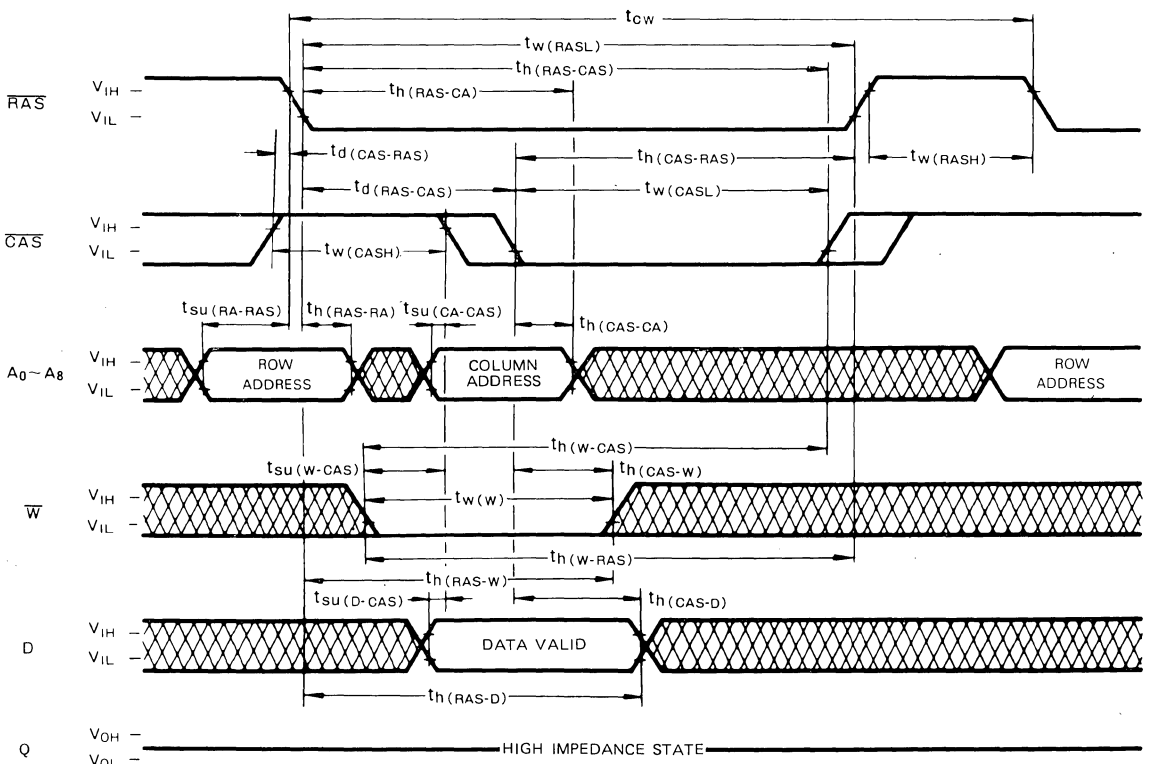 tCW
tW(RASL)
th(RAS-CAS)
th(RAS-CA)
RAS
VIH
VIL
td(CAS-RAS)
th(CAS-RAS)
tW(RASH)
td(RAS-CAS)
tW(CASL)
CAS
VIH
VIL
tW(CASH)
tsu(RA-RAS)
th(RAS-RA)
tsu(CA-CAS)
th(CAS-CA)
A0~A8
VIH
VIL
ROW
ADDRESS
COLUMN
ADDRESS
ROW
ADDRESS
th(W-CAS)
tsu(W-CAS)
th(CAS-W)
W
VIH
VIL
tW(W)
th(W-RAS)
th(RAS-W)
tsu(D-CAS)
th(CAS-D)
D
VIH
VIL
DATA VALID
th(RAS-D)
Q
VOH
VOL
HIGH IMPEDANCE STATE